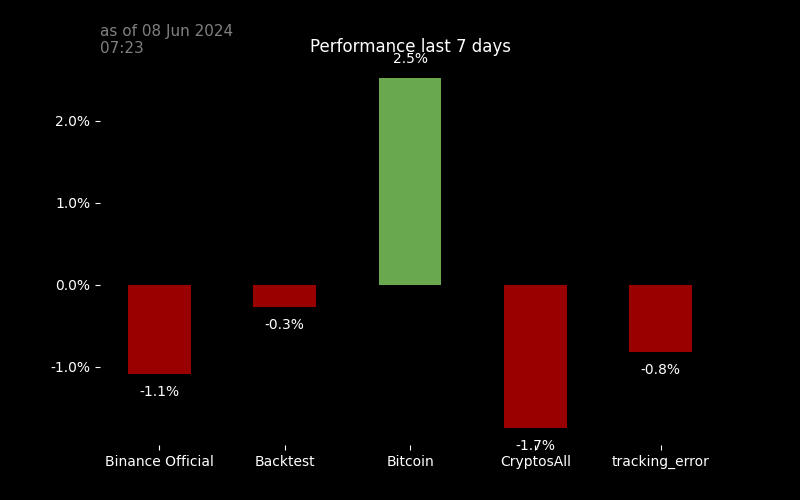 as of 08 Jun 2024
07:23
Performance last 7 days
2.5%
2.0%
1.0%
0.0%
-1.0%
-1.1%
-0.3%
-1.7%
-0.8%
Binance Official
Backtest
Bitcoin
CryptosAll
tracking_error